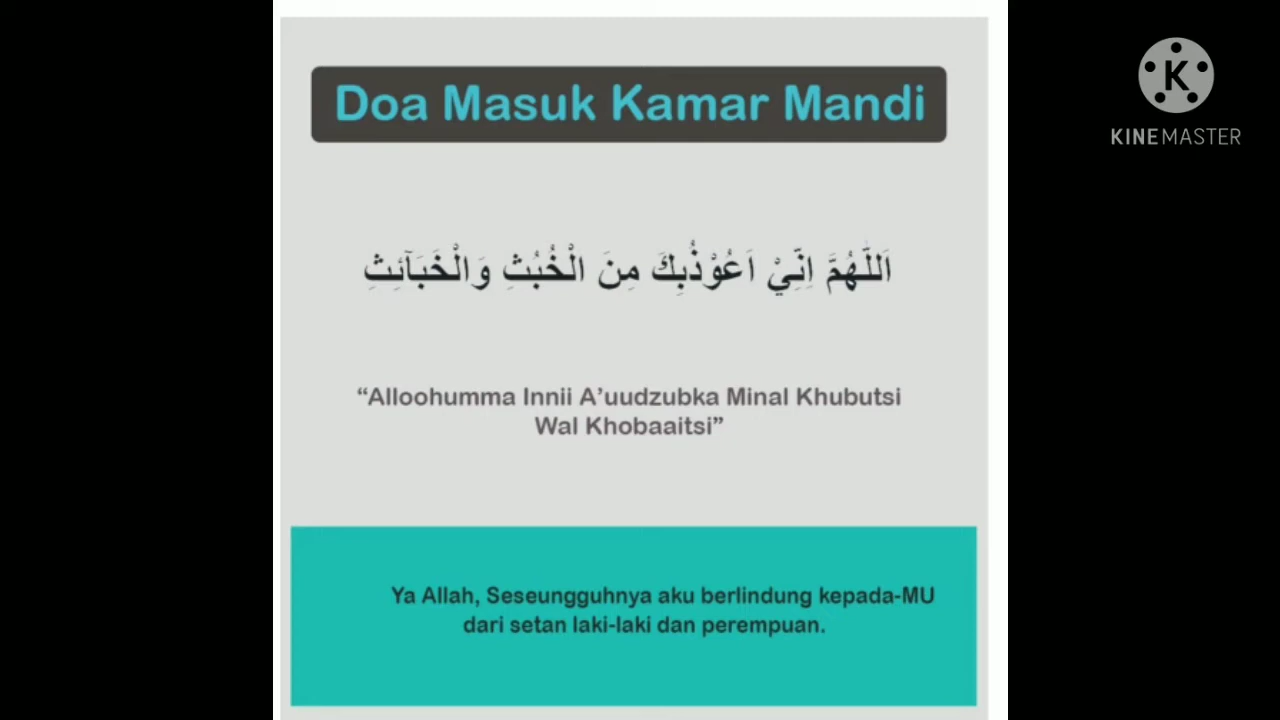 Doa Masuk Kamar Mandi
KINEMASTER
اَللّٰهُمَّ اِنِّيْ اَعُوْذُبِكَ مِنَ الْخُبُثِ وَالْخَبَآئِثِ
“Alloohumma Innii A’uudzubka Minal Khubutsi
Wal Khobaaitsi”
Ya Allah, Seseungguhnya aku berlindung kepada-MU
dari setan laki-laki dan perempuan.